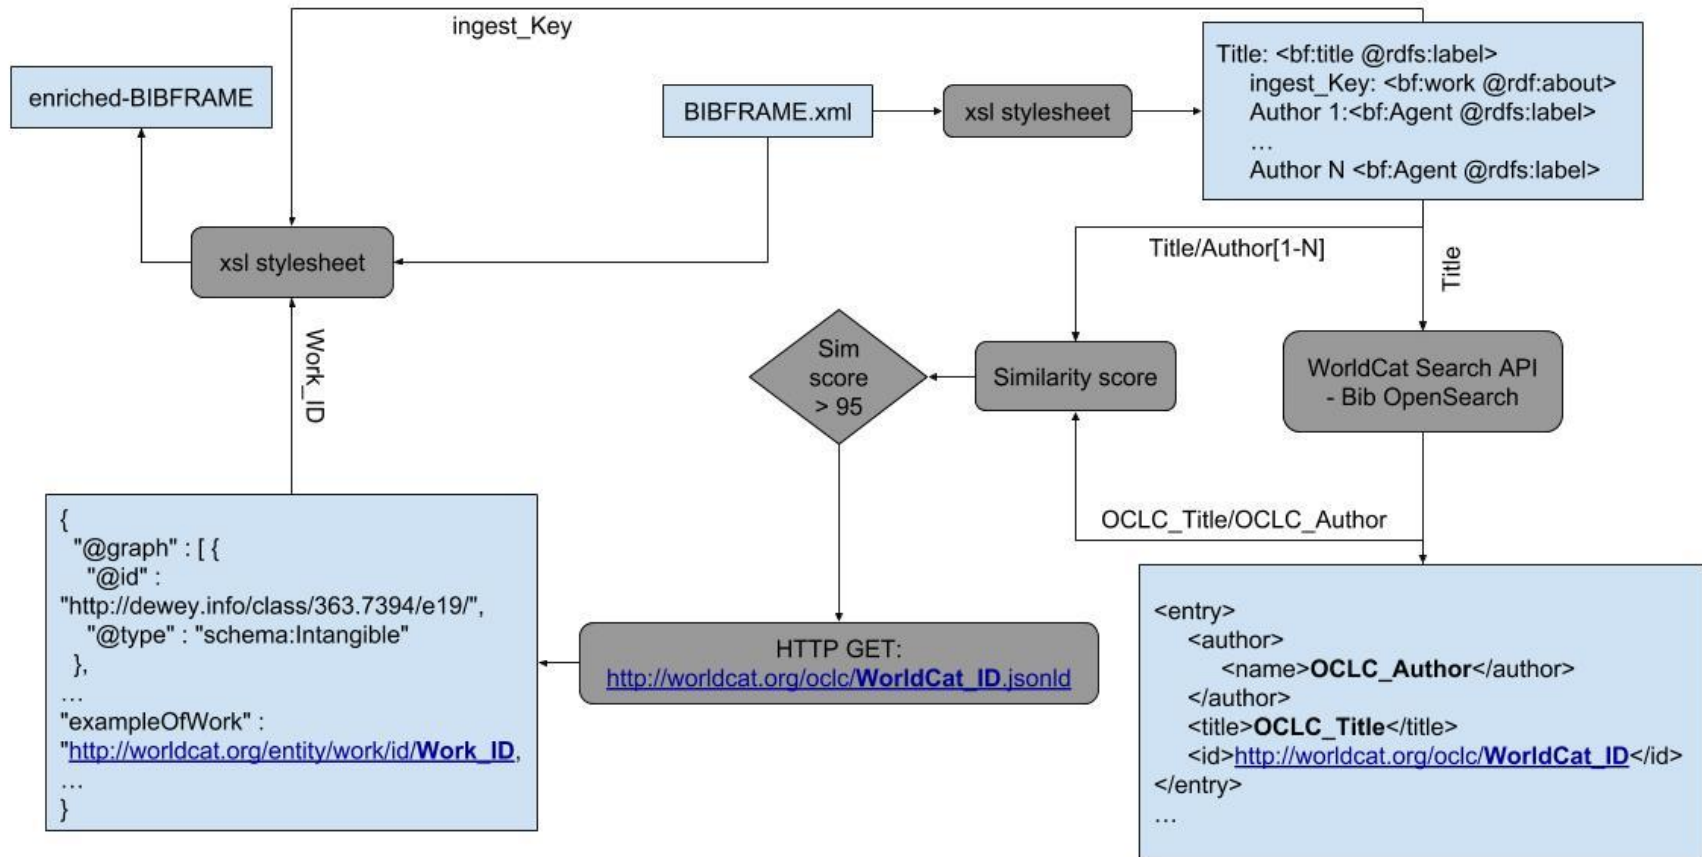 ingest_Key
enriched-BIBFRAME
BIBFRAME.xml
xsl stylesheet
Title: <bf:title @rdfs:label>
ingest_Key: <bf:work @rdf:about>
Author 1:<bf:Agent @rdfs:label>
…
Author N <bf:Agent @rdfs:label>
xsl stylesheet
Title/Author[1-N]
Title
Work_ID
Sim
score
> 95
Similarity score
WorldCat Search API
- Bib OpenSearch
OCLC_Title/OCLC_Author
{
"@graph" : [ {
"@id" :
"http://dewey.info/class/363.7394/e19/",
"@type" : "schema:Intangible"
},
…
"exampleOfWork" :
"http://worldcat.org/entity/work/id/Work_ID,
…
}
HTTP GET:
http://worldcat.org/oclc/WorldCat_ID.jsonld
<entry>
<author>
<name>OCLC_Author</author>
</author>
<title>OCLC_Title</title>
<id>http://worldcat.org/oclc/WorldCat_ID</id>
</entry>
…